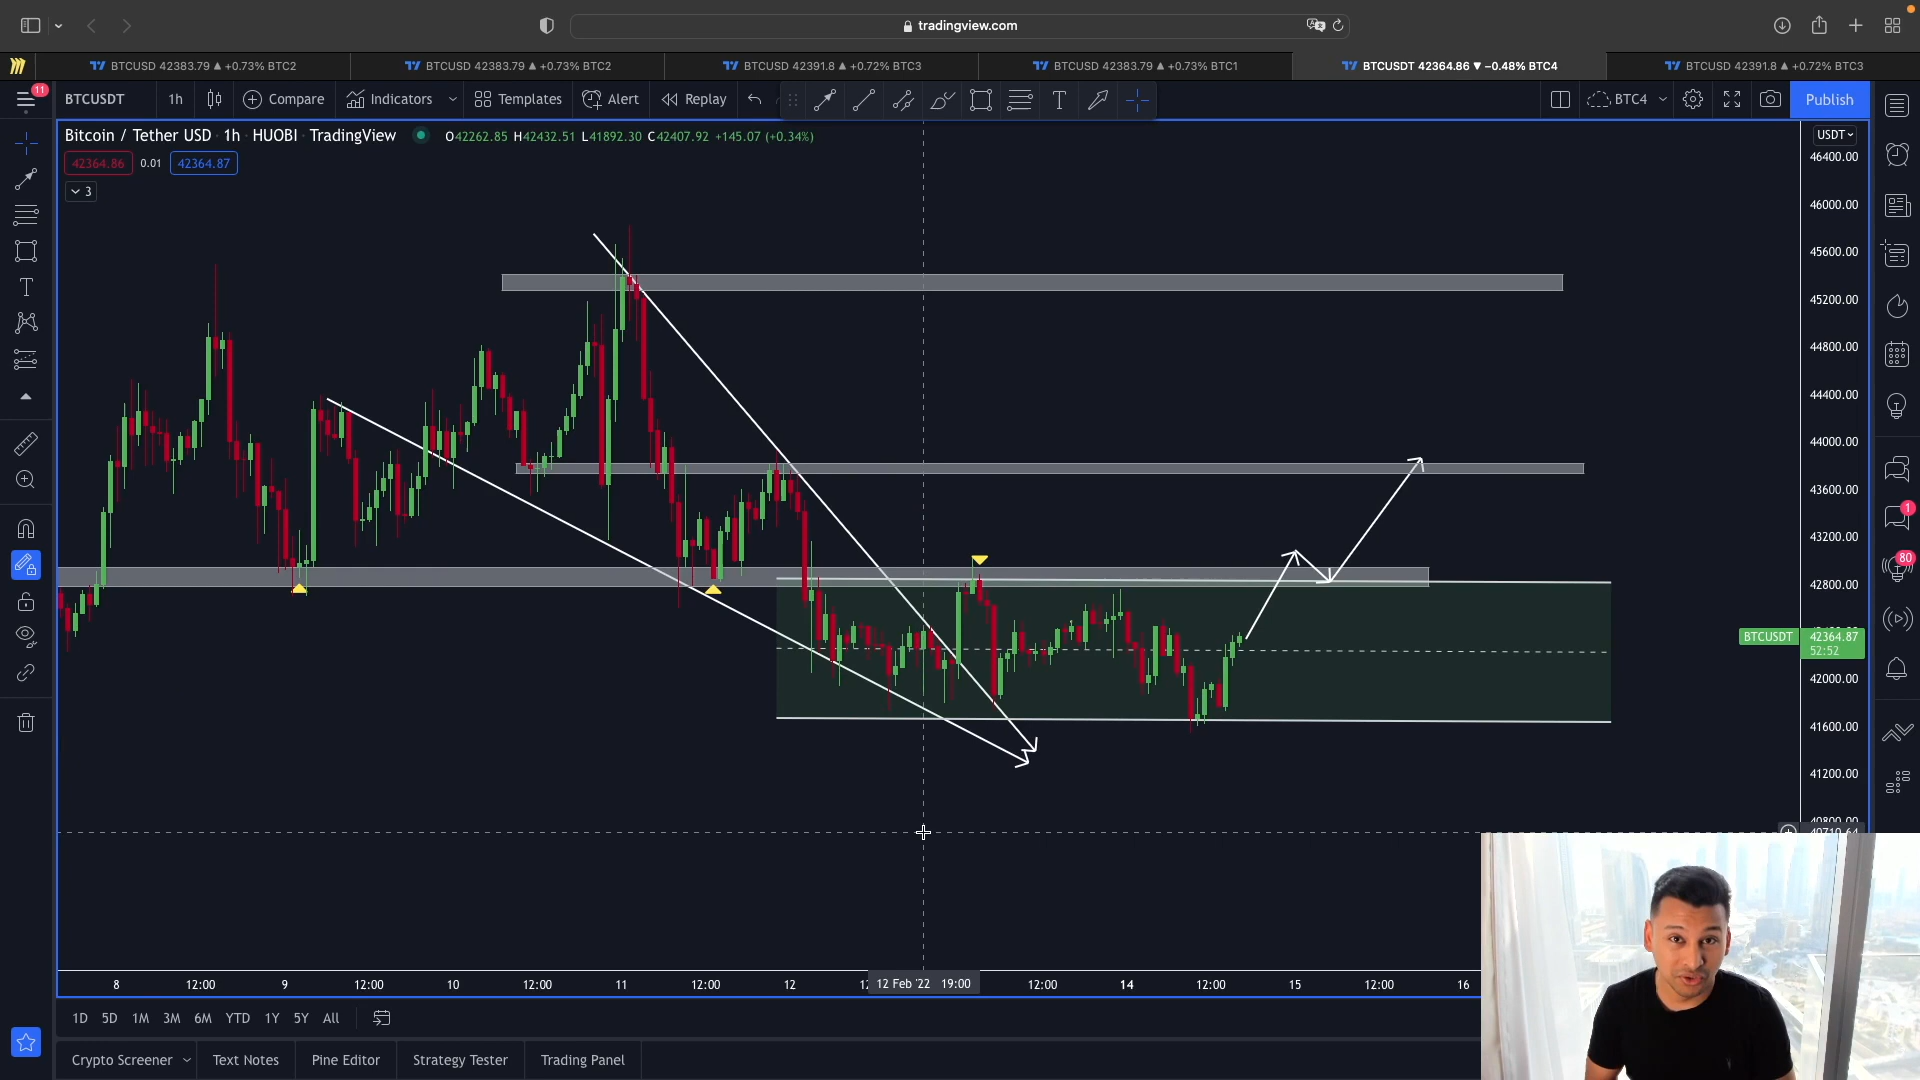 tradingview.com
BTCUSD 42383.79 ▲ +0.73% BTC2
BTCUSD 42383.79 ▲ +0.73% BTC2
BTCUSD 42391.8 ▲ +0.72% BTC3
BTCUSD 42383.79 ▲ +0.73% BTC1
BTCUSDT 42364.86 ▼ −0.48% BTC4
BTCUSD 42391.8 ▲ +0.72% BTC3
11
BTCUSDT 1h Compare Indicators Templates Alert Replay BTC4 Publish
Bitcoin / Tether USD · 1h · HUOBI · TradingView O42262.85 H42432.51 L41892.30 C42407.92 +145.07 (+0.34%)
USDT
42364.86 0.01 42364.87
3
46400.00
46000.00
45600.00
45200.00
44800.00
44400.00
44000.00
43600.00
43200.00
42800.00
BTCUSDT 42364.87
52:52
42000.00
41600.00
41200.00
40800.00
40710.64
1
80
8 12:00 9 12:00 10 12:00 11 12:00 12 12 Feb '22 19:00 12:00 14 12:00 15 12:00 16
1D 5D 1M 3M 6M YTD 1Y 5Y All
Crypto Screener Text Notes Pine Editor Strategy Tester Trading Panel